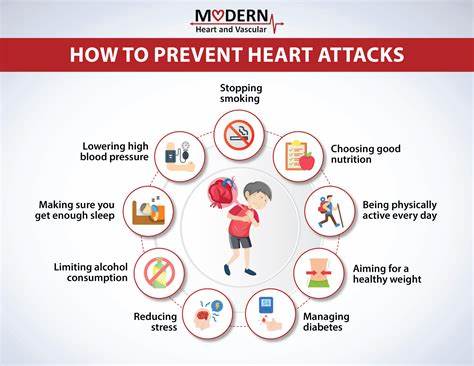 MODERN
Heart and Vascular
HOW TO PREVENT HEART ATTACKS
Stopping
smoking
Choosing good
nutrition
Being physically
active every day
Aiming for a
healthy weight
Managing
diabetes
Reducing
stress
Limiting alcohol
consumption
Making sure you
get enough sleep
Lowering high
blood pressure